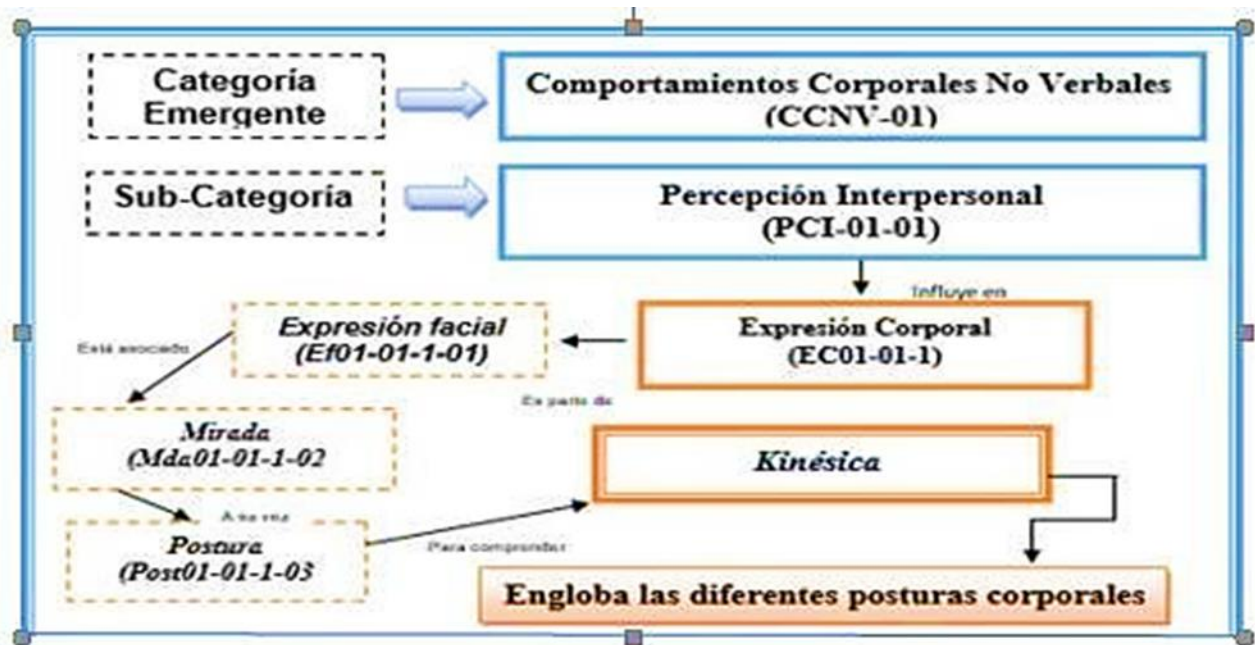 Categoría
Emergente
Comportamientos Corporales No Verbales
(CCNV-01)
Sub-Categoría
Percepción Interpersonal
(PCI-01-01)
Influye en
Expresión facial
(Ef01-01-1-01)
Expresión Corporal
(EC01-01-1)
Está asociado
Es parte de
Mirada
(Mda01-01-1-02
Kinésica
A su vez
Postura
(Post01-01-1-03
Para comprender
Engloba las diferentes posturas corporales